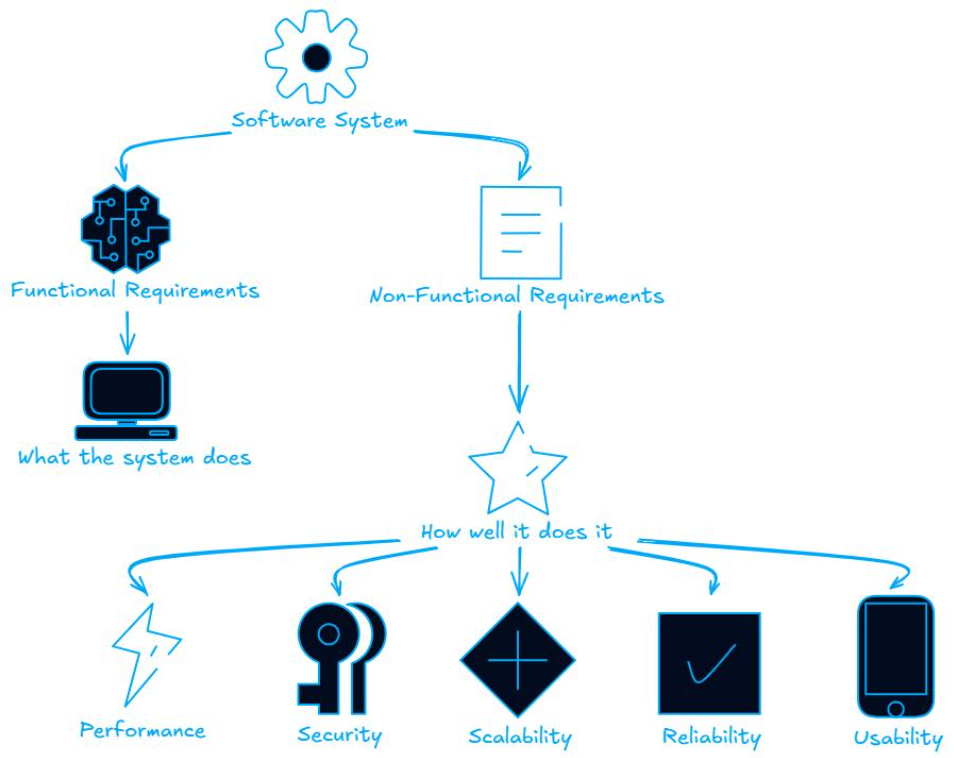 Software System
Functional Requirements
Non-Functional Requirements
What the system does
How well it does it
Performance
Security
Scalability
Reliability
Usability